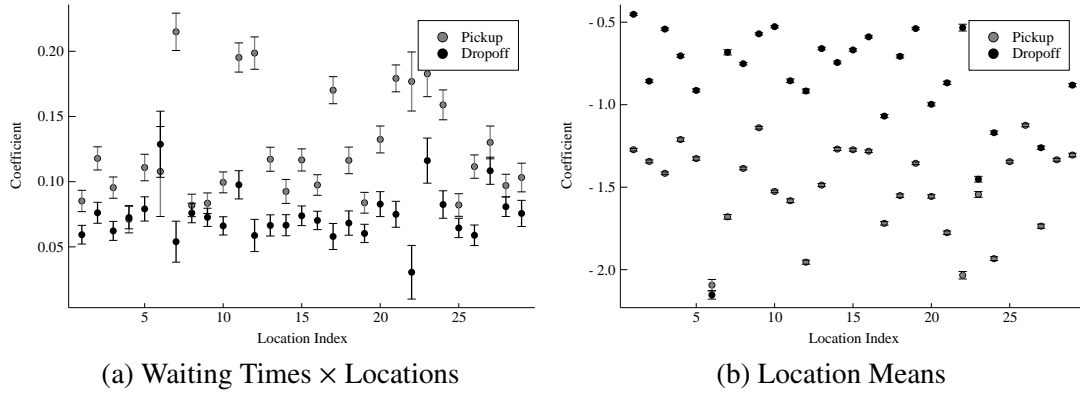 0.20
0.15
0.10
0.05
Coefficient
5
10
15
20
25
Location Index
Pickup
Dropoff
(a) Waiting Times × Locations
- 0.5
- 1.0
- 1.5
- 2.0
Coefficient
5
10
15
20
25
Location Index
Pickup
Dropoff
(b) Location Means